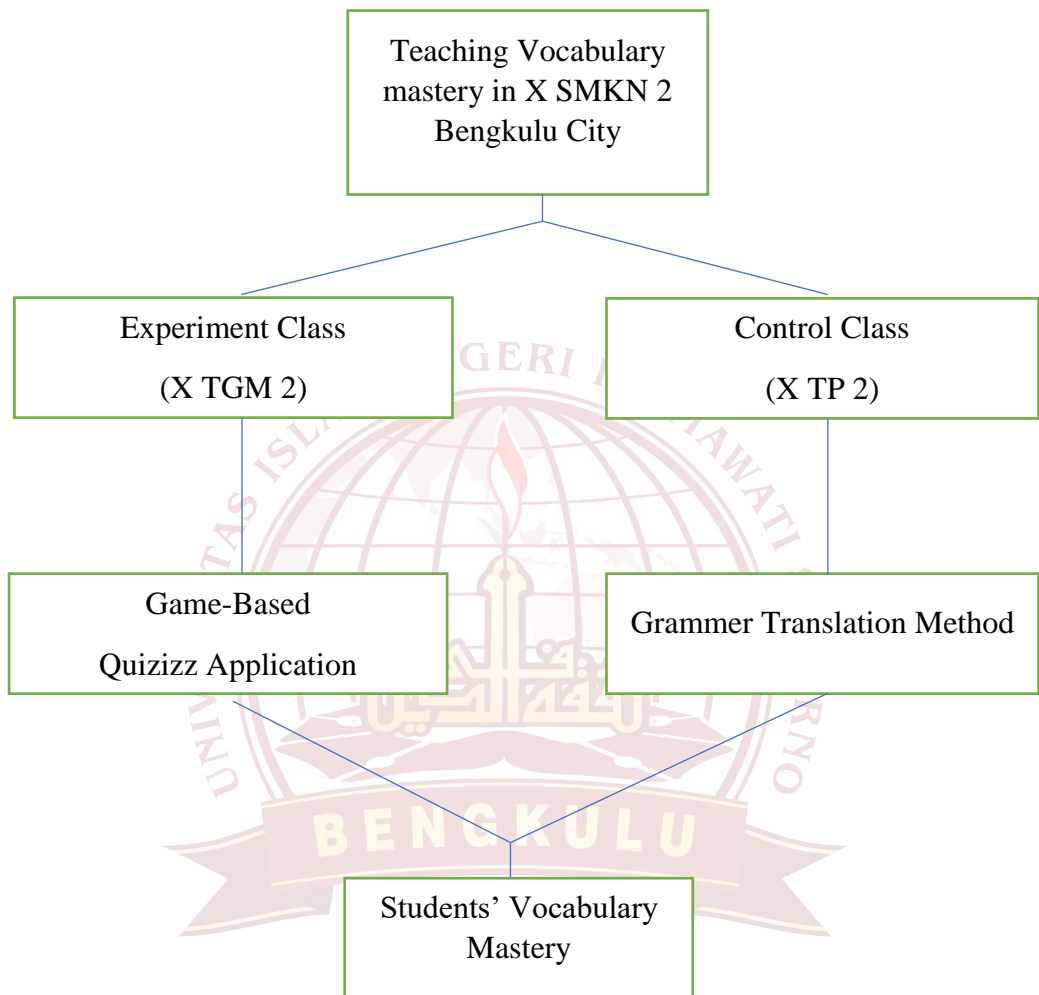 Teaching Vocabulary
mastery in X SMKN 2
Bengkulu City
Experiment Class
(X TGM 2)
Control Class
(X TP 2)
Game-Based
Quizizz Application
Grammer Translation Method
Students’ Vocabulary
Mastery
BENGKULU